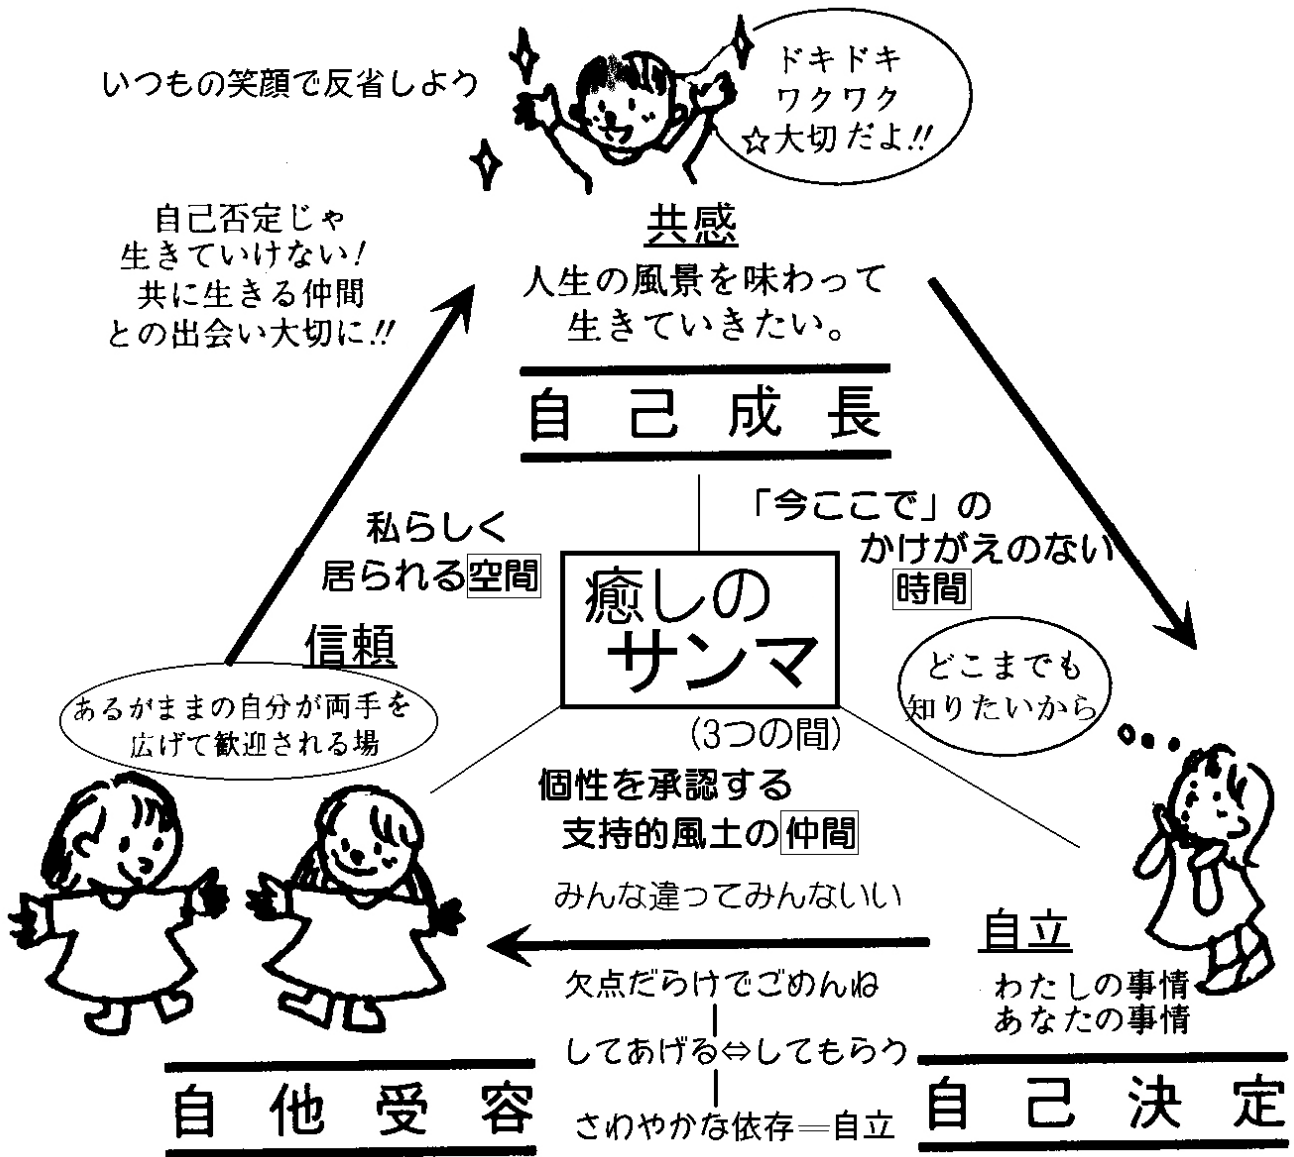 いつもの笑顔で反省しよう
ドキドキ
ワクワク
☆大切だよ!!
自己否定じゃ
生きていけない!
共に生きる仲間
との出会い大切に!!
共感
人生の風景を味わって
生きていきたい。
自己成長
私らしく
居られる空間
「今ここで」の
かけがえのない
時間
癒しの
サンマ
(3つの間)
信頼
あるがままの自分が両手を
広げて歓迎される場
どこまでも
知りたいから
個性を承認する
支持的風土の仲間
みんな違ってみんないい
自立
わたしの事情
あなたの事情
欠点だらけでごめんね
してあげる⇔してもらう
さわやかな依存＝自立
自他受容
自己決定